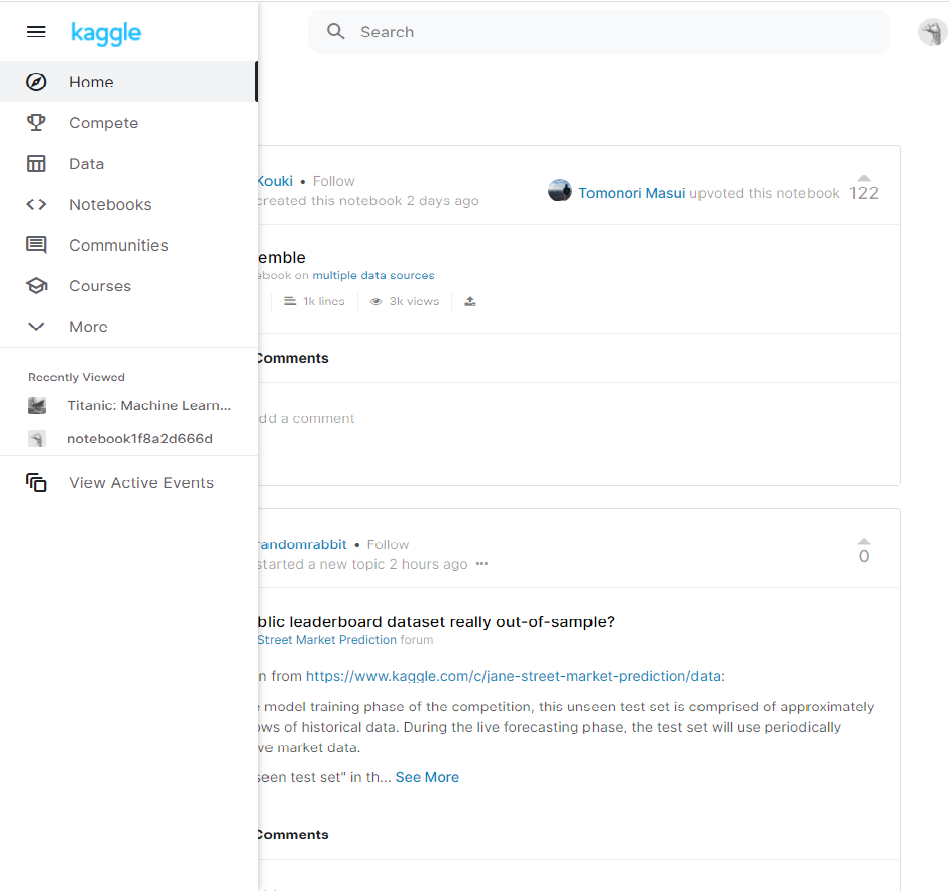 kaggle
Search
Home
Compete
Data
Notebooks
Communities
Courses
More
Recently Viewed
Titanic: Machine Learn...
notebook1f8a2d666d
View Active Events
Kouki • Follow
created this notebook 2 days ago
Tomonori Masui upvoted this notebook
122
emble
ebook on multiple data sources
1k lines
3k views
Comments
dd a comment
randomrabbit • Follow
started a new topic 2 hours ago •••
0
blic leaderboard dataset really out-of-sample?
Street Market Prediction forum
n from https://www.kaggle.com/c/jane-street-market-prediction/data:
e model training phase of the competition, this unseen test set is comprised of approximately
ows of historical data. During the live forecasting phase, the test set will use periodically
ve market data.
seen test set" in th... See More
Comments